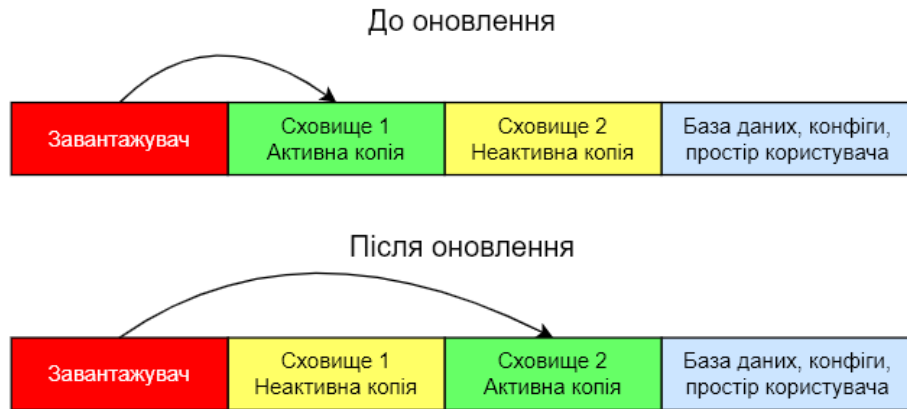 До оновлення
Завантажувач
Сховище 1
Активна копія
Сховище 2
Неактивна копія
База даних, конфіги,
простір користувача
Після оновлення
Завантажувач
Сховище 1
Неактивна копія
Сховище 2
Активна копія
База даних, конфіги,
простір користувача